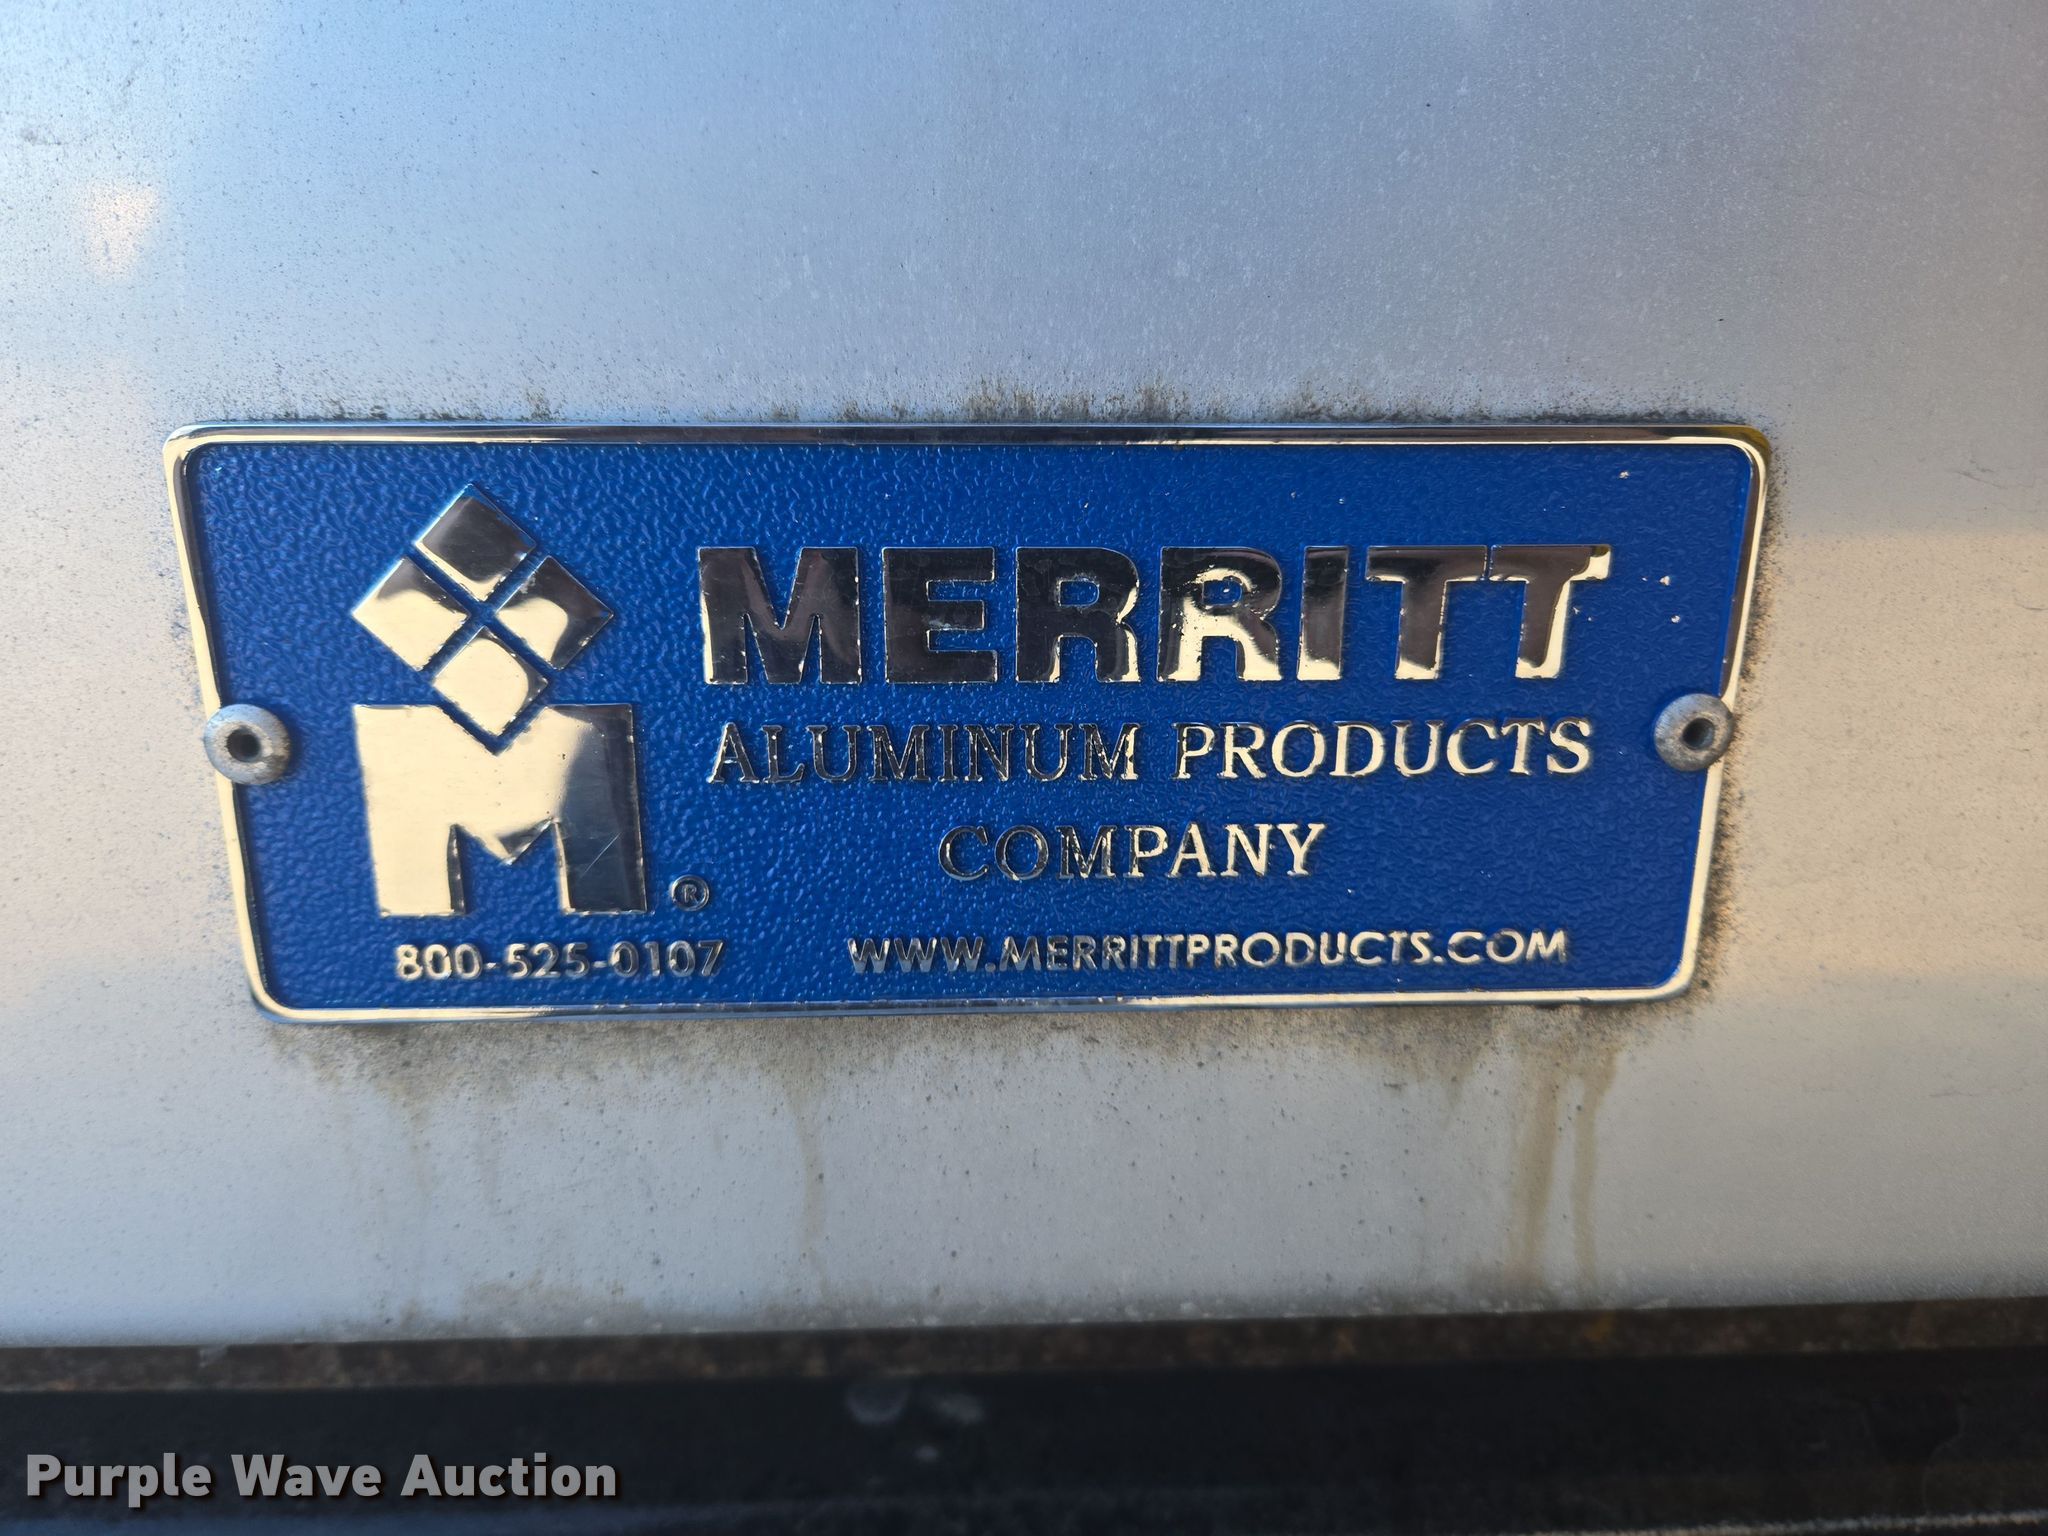 MERRITT
ALUMINUM PRODUCTS
COMPANY
M®
800-525-0107 WWW.MERRITTPRODUCTS.COM
Purple Wave Auction